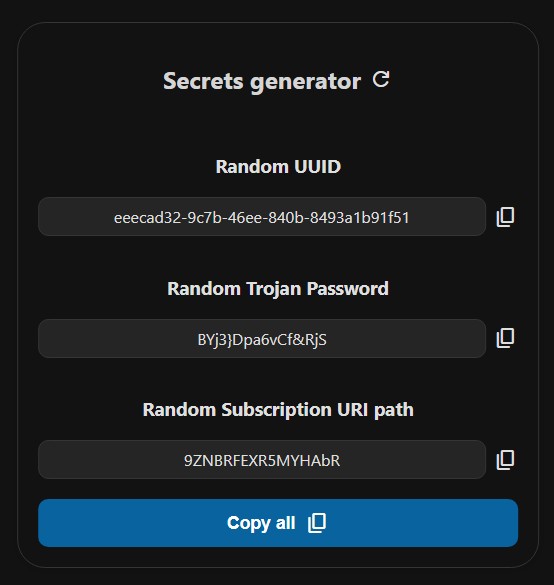 Secrets generator
Random UUID
eeecad32-9c7b-46ee-840b-8493a1b91f51
Random Trojan Password
BYj3}Dpa6vCf&RjS
Random Subscription URI path
9ZNBRFEXR5MYHAbR
Copy all